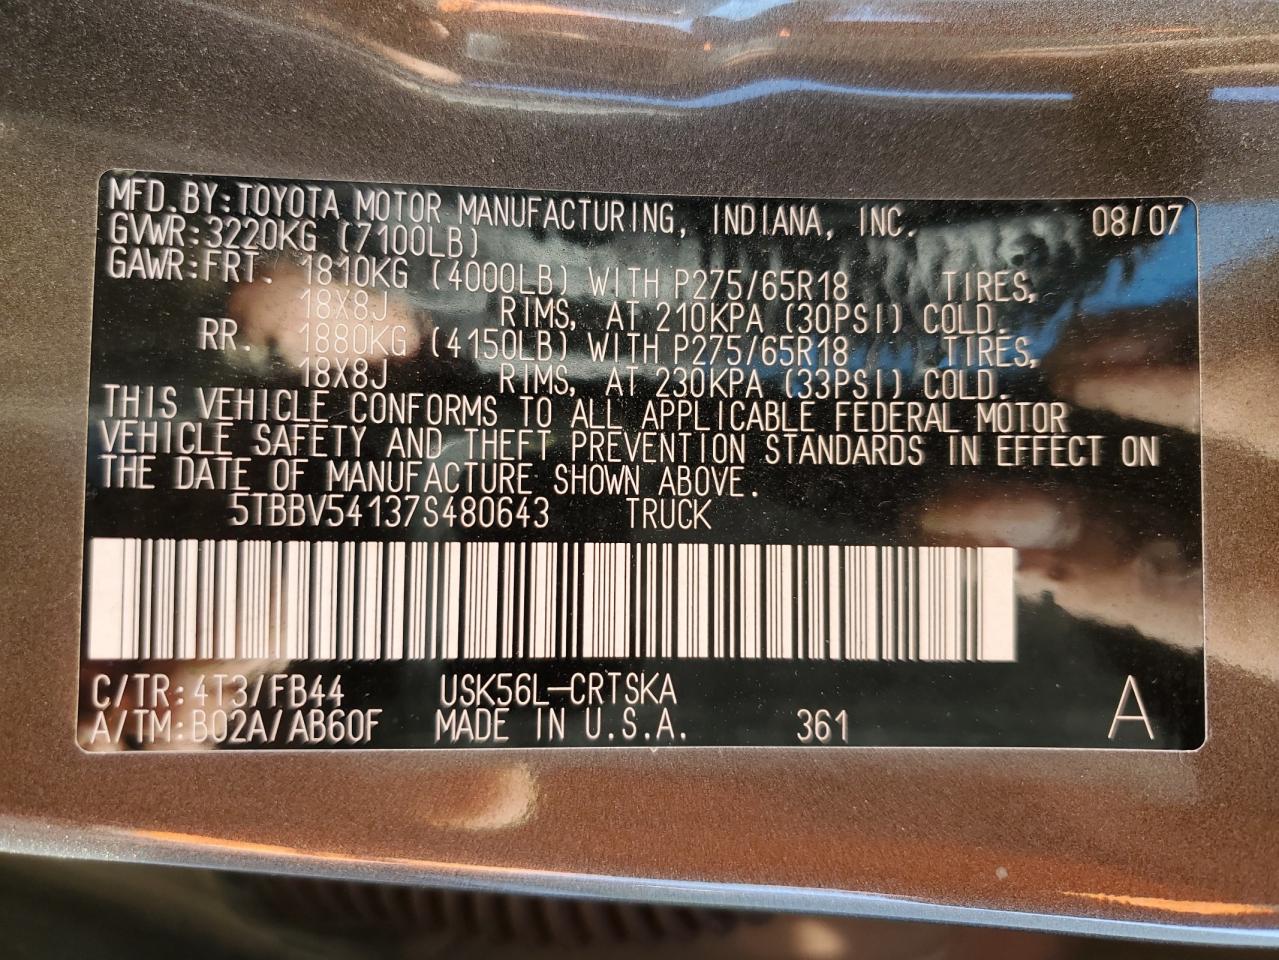 MFD.BY:TOYOTA MOTOR MANUFACTURING, INDIANA, INC. 08/07
GVWR:3220KG (7100LB)
GAWR:FRT. 1810KG (4000LB) WITH P275/65R18 TIRES,
18X8J RIMS, AT 210KPA (30PSI) COLD.
RR. 1880KG (4150LB) WITH P275/65R18 TIRES,
18X8J RIMS, AT 230KPA (33PSI) COLD.
THIS VEHICLE CONFORMS TO ALL APPLICABLE FEDERAL MOTOR
VEHICLE SAFETY AND THEFT PREVENTION STANDARDS IN EFFECT ON
THE DATE OF MANUFACTURE SHOWN ABOVE.
5TBBV54137S480643 TRUCK
C/TR:4T3/FB44 USK56L-CRTSKA
A/TM:B02A/AB60F MADE IN U.S.A. 361 A